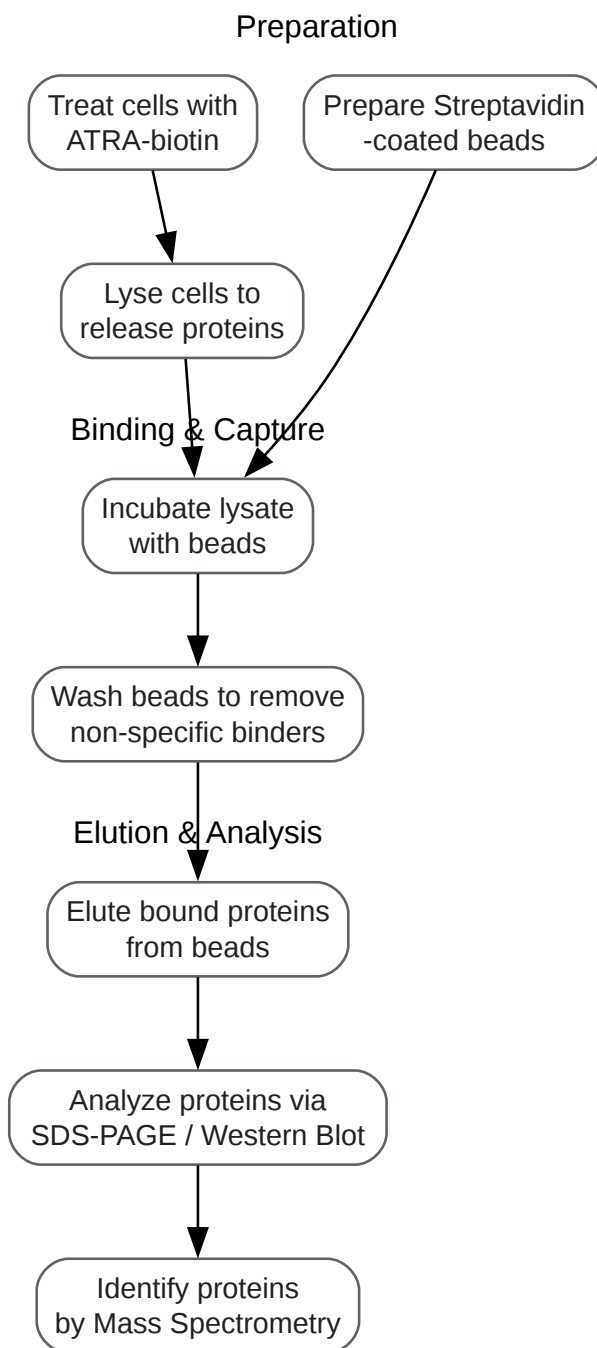 Preparation
Treat cells with
ATRA-biotin
Prepare Streptavidin
-coated beads
Lyse cells to
release proteins
Binding & Capture
Incubate lysate
with beads
Wash beads to remove
non-specific binders
Elution & Analysis
Elute bound proteins
from beads
Analyze proteins via
SDS-PAGE / Western Blot
Identify proteins
by Mass Spectrometry